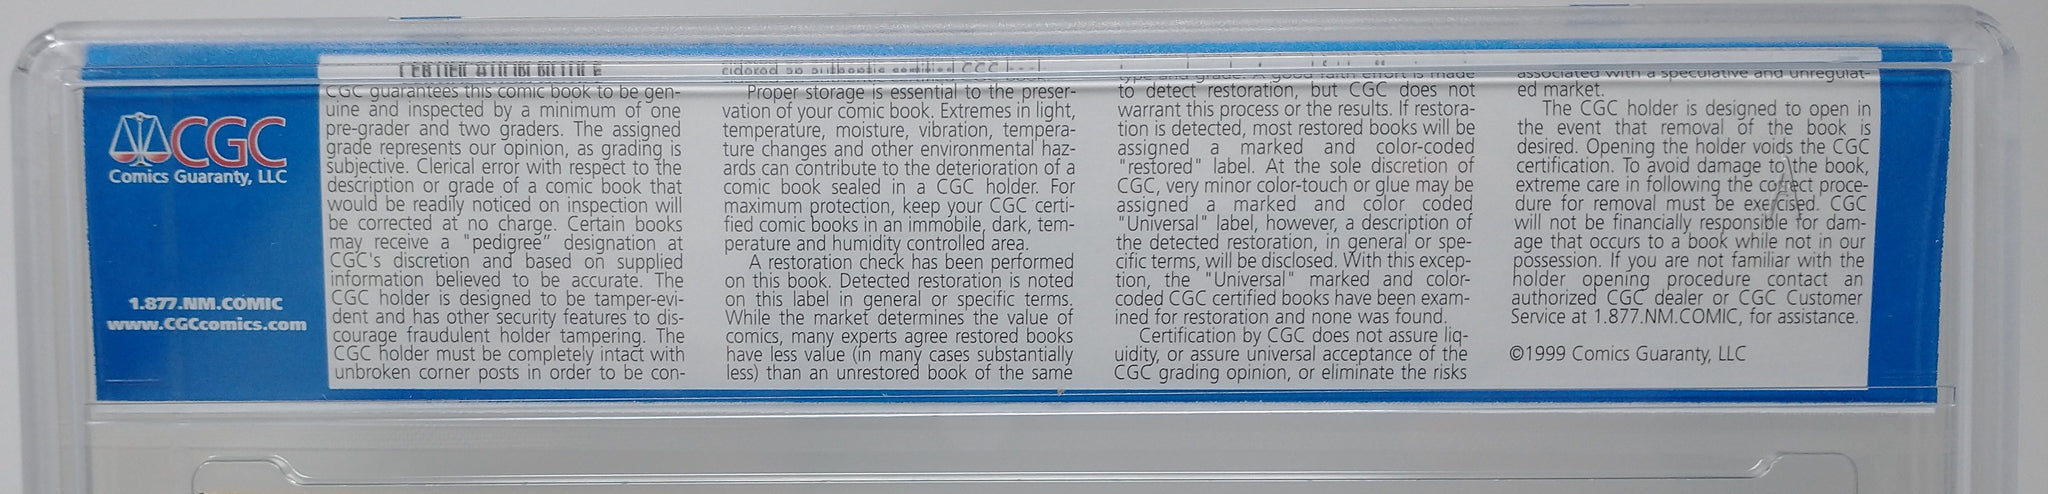 CGC
Comics Guaranty, LLC
1.877.NM.COMIC
www.CGCcomics.com
CGC guarantees this comic book to be gen-
uine and inspected by a minimum of one
pre-grader and two graders. The assigned
grade represents our opinion, as grading is
subjective. Clerical error with respect to the
description or grade of a comic book that
would be readily noticed on inspection will
be corrected at no charge. Certain books
may receive a "pedigree" designation at
CGC's discretion and based on supplied
information believed to be accurate. The
CGC holder is designed to be tamper-evi-
dent and has other security features to dis-
courage fraudulent holder tampering. The
CGC holder must be completely intact with
unbroken corner posts in order to be con-
Proper storage is essential to the preser-
vation of your comic book. Extremes in light,
temperature, moisture, vibration, tempera-
ture changes and other environmental haz-
ards can contribute to the deterioration of a
comic book sealed in a CGC holder. For
maximum protection, keep your CGC certi-
fied comic books in an immobile, dark, tem-
perature and humidity controlled area.
A restoration check has been performed
on this book. Detected restoration is noted
on this label in general or specific terms.
While the market determines the value of
comics, many experts agree restored books
have less value (in many cases substantially
less) than an unrestored book of the same
type and grade. A good faith effort is made
to detect restoration, but CGC does not
warrant this process or the results. If restora-
tion is detected, most restored books will be
assigned a marked and color-coded
"restored" label. At the sole discretion of
CGC, very minor color-touch or glue may be
assigned a marked and color coded
"Universal" label, however, a description of
the detected restoration, in general or spe-
cific terms, will be disclosed. With this excep-
tion, the "Universal" marked and color-
coded CGC certified books have been exam-
ined for restoration and none was found.
Certification by CGC does not assure liq-
uidity, or assure universal acceptance of the
CGC grading opinion, or eliminate the risks
associated with a speculative and unregulat-
ed market.
The CGC holder is designed to open in
the event that removal of the book is
desired. Opening the holder voids the CGC
certification. To avoid damage to the book,
extreme care in following the correct proce-
dure for removal must be exercised. CGC
will not be financially responsible for dam-
age that occurs to a book while not in our
possession. If you are not familiar with the
holder opening procedure contact an
authorized CGC dealer or CGC Customer
Service at 1.877.NM.COMIC, for assistance.
©1999 Comics Guaranty, LLC